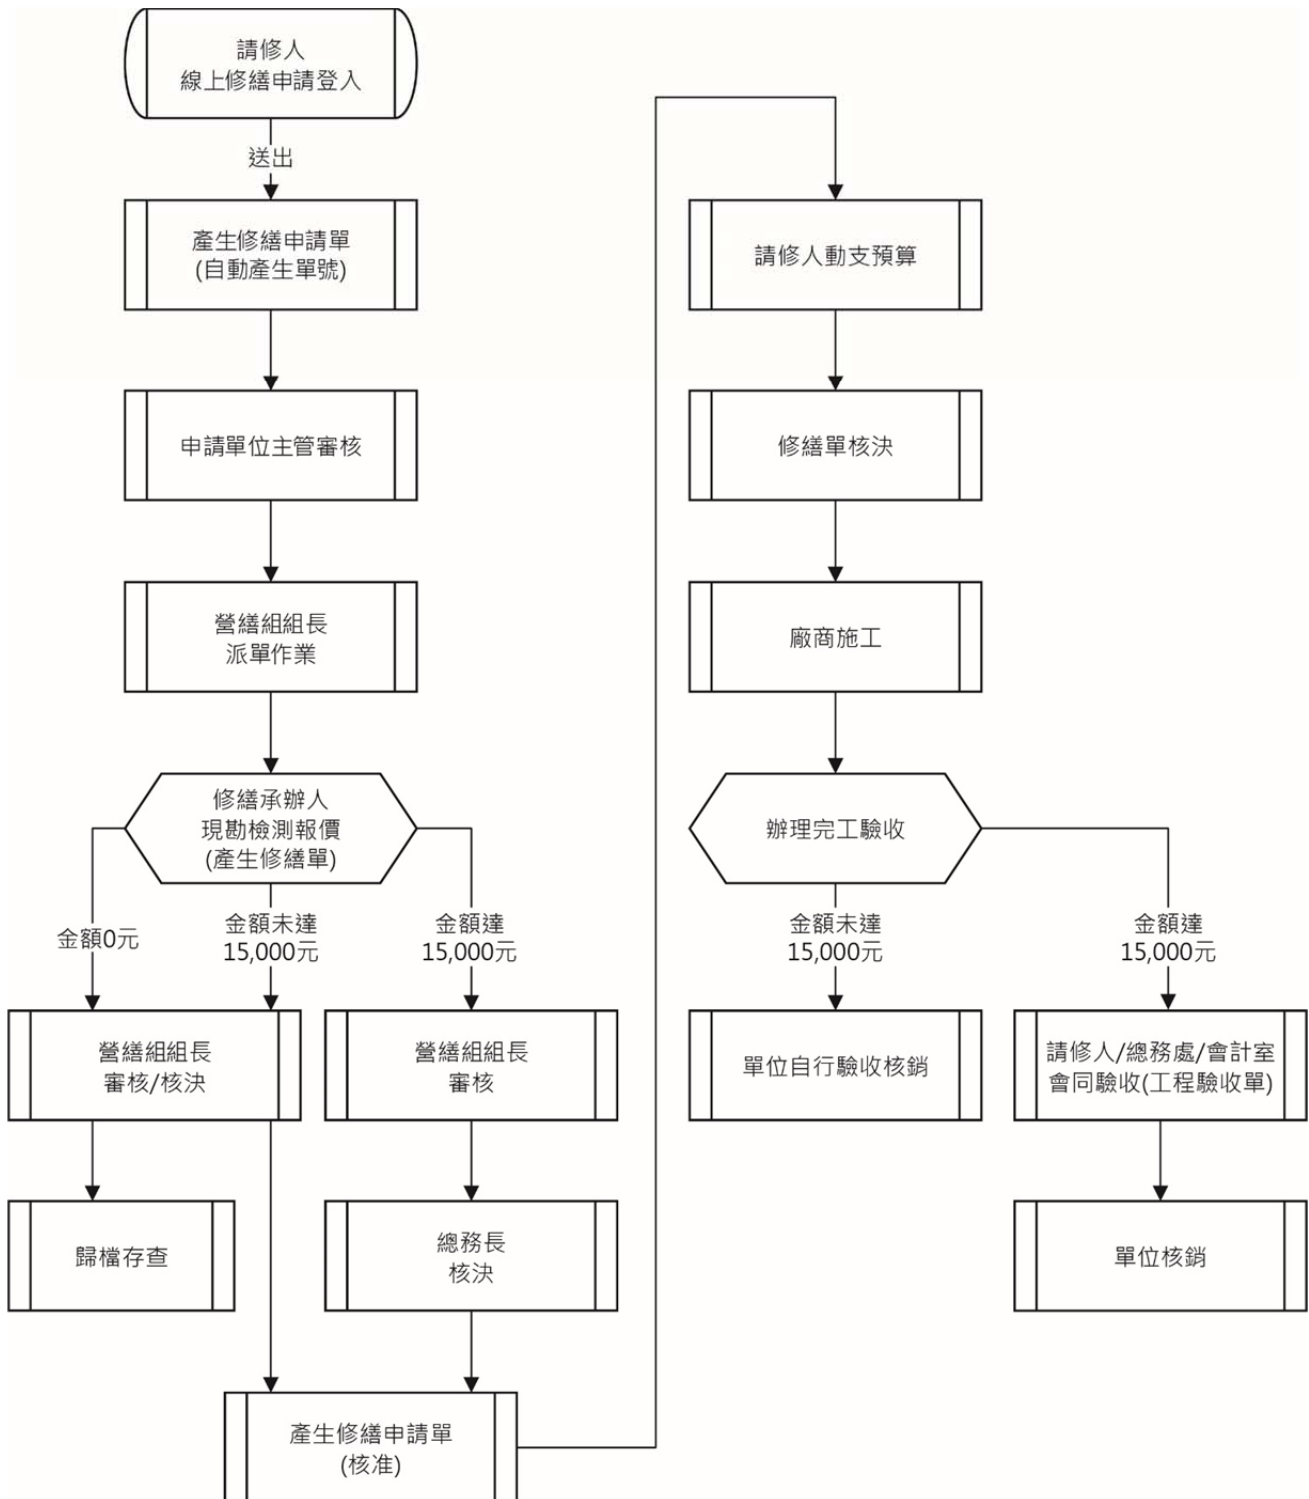 請修人
線上修繕申請登入
送出
產生修繕申請單
(自動產生單號)
申請單位主管審核
營繕組組長
派單作業
修繕承辦人
現勘檢測報價
(產生修繕單)
金額0元
金額未達
15,000元
金額達
15,000元
營繕組組長
審核/核決
營繕組組長
審核
歸檔存查
總務長
核決
產生修繕申請單
(核准)
請修人動支預算
修繕單核決
廠商施工
辦理完工驗收
金額未達
15,000元
金額達
15,000元
單位自行驗收核銷
請修人/總務處/會計室
會同驗收(工程驗收單)
單位核銷